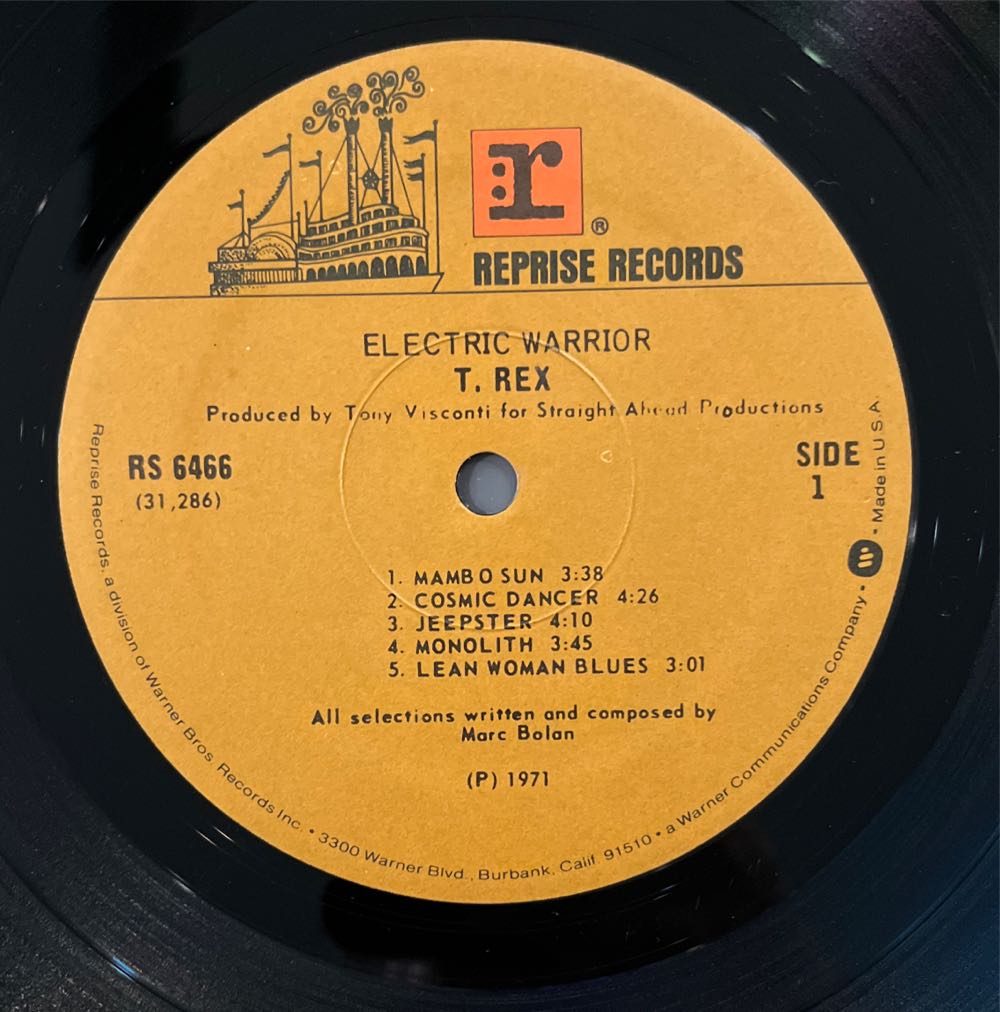 r
®
REPRISE RECORDS
ELECTRIC WARRIOR
T. REX
Produced by Tony Visconti for Straight Ahead Productions
RS 6466
(31,286)
SIDE
1
1. MAMBO SUN 3:38
2. COSMIC DANCER 4:26
3. JEEPSTER 4:10
4. MONOLITH 3:45
5. LEAN WOMAN BLUES 3:01
All selections written and composed by
Marc Bolan
(P) 1971
Reprise Records, a division of Warner Bros. Records Inc. • 3300 Warner Blvd., Burbank, Calif. 91510 • a Warner Communications Company • • Made in U.S.A.